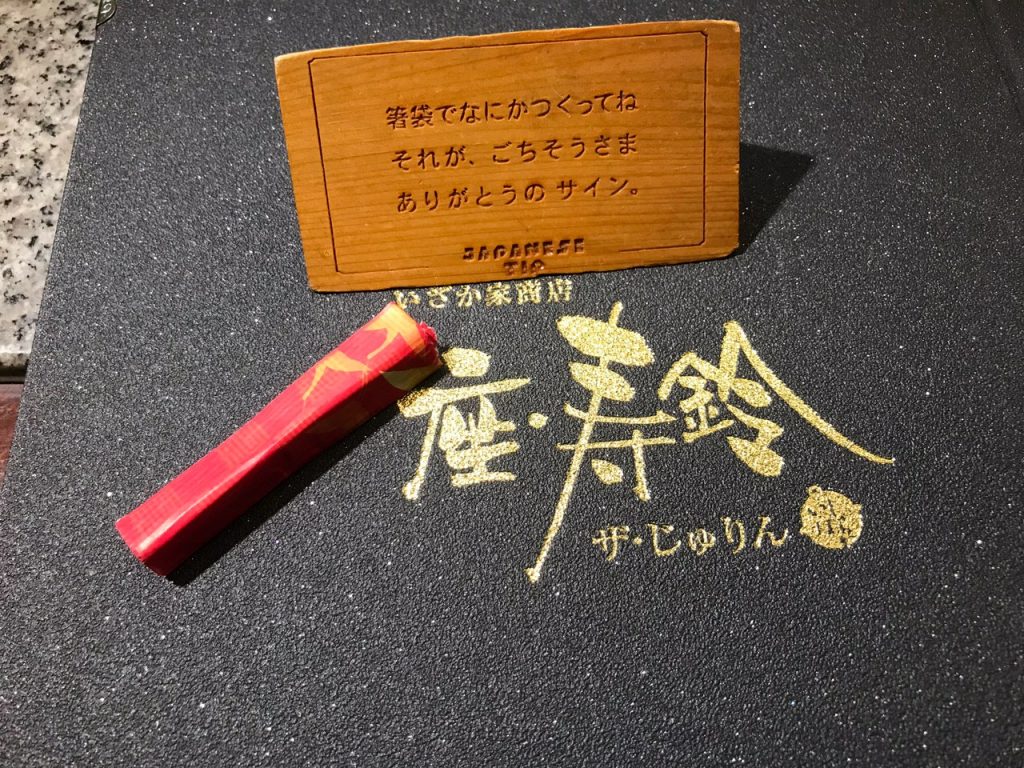 箸袋でなにかつくってね
それが、ごちそうさま
ありがとうの サイン。
JAPANESE
TIP
いざか家商店
座・寿鈴
ザ・じゅりん